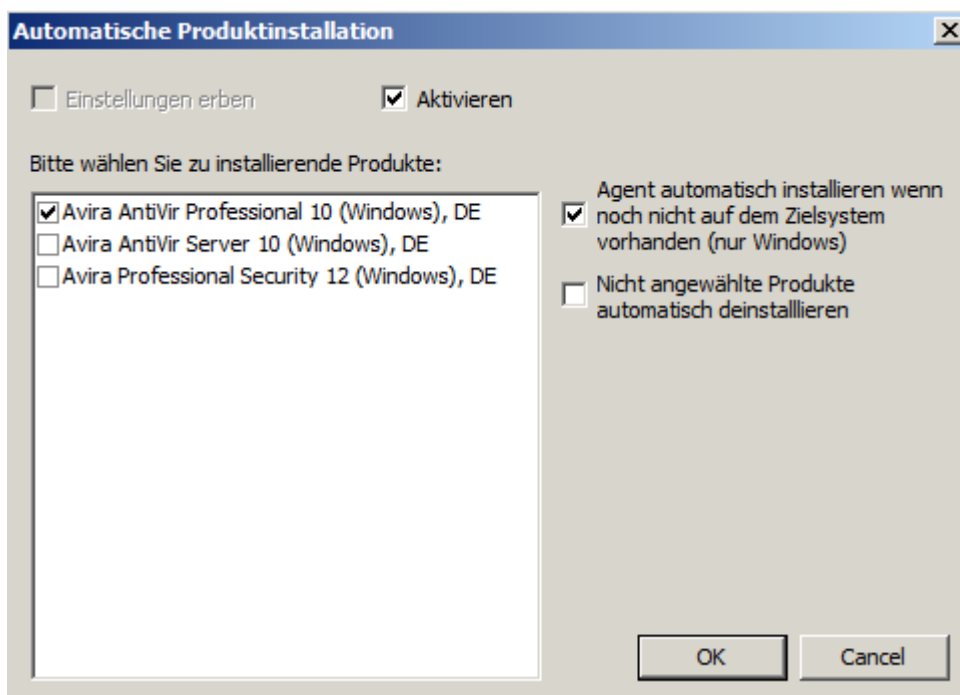 Automatische Produktinstallation
Einstellungen erben
Aktivieren
Bitte wählen Sie zu installierende Produkte:
Avira AntiVir Professional 10 (Windows), DE
Avira AntiVir Server 10 (Windows), DE
Avira Professional Security 12 (Windows), DE
Agent automatisch installieren wenn
noch nicht auf dem Zielsystem
vorhanden (nur Windows)
Nicht angewählte Produkte
automatisch deinstalllieren
OK
Cancel